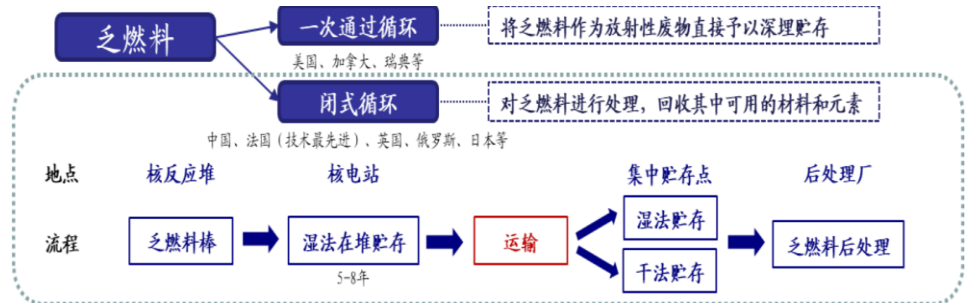 乏燃料
一次通过循环
将乏燃料作为放射性废物直接予以深埋贮存
美国、加拿大、瑞典等
闭式循环
对乏燃料进行处理，回收其中可用的材料和元素
中国、法国（技术最先进）、英国、俄罗斯、日本等
地点 核反应堆 核电站 集中贮存点 后处理厂
流程 乏燃料棒 湿法在堆贮存 运输 湿法贮存 干法贮存 乏燃料后处理
5-8年